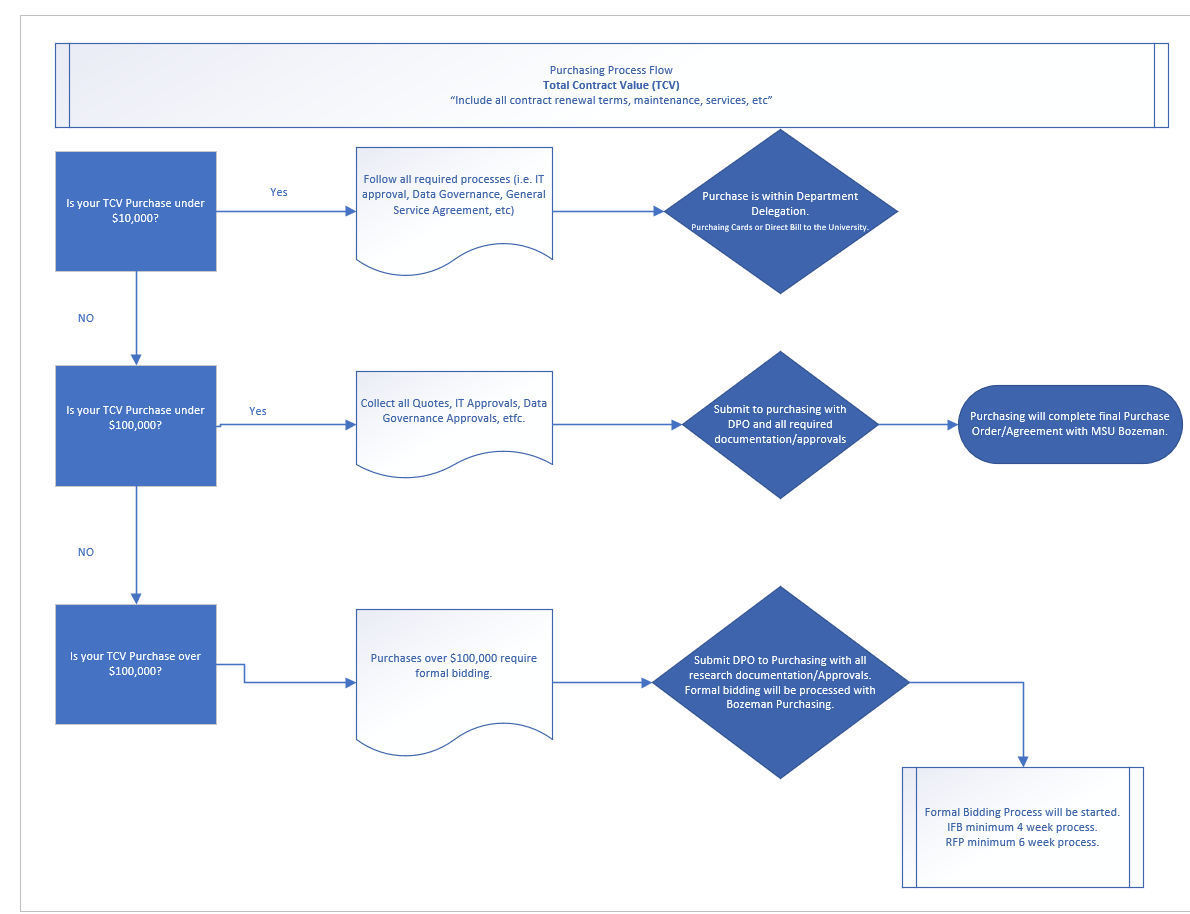 Purchasing Process Flow
Total Contract Value (TCV)
“Include all contract renewal terms, maintenance, services, etc”
Is your TCV Purchase under
$10,000?
Yes
Follow all required processes (i.e. IT
approval, Data Governance, General
Service Agreement, etc)
Purchase is within Department
Delegation.
Purchaing Cards or Direct Bill to the University.
NO
Is your TCV Purchase under
$100,000?
Yes
Collect all Quotes, IT Approvals, Data
Governance Approvals, etfc.
Submit to purchasing with
DPO and all required
documentation/approvals
Purchasing will complete final Purchase
Order/Agreement with MSU Bozeman.
NO
Is your TCV Purchase over
$100,000?
Purchases over $100,000 require
formal bidding.
Submit DPO to Purchasing with all
research documentation/Approvals.
Formal bidding will be processed with
Bozeman Purchasing.
Formal Bidding Process will be started.
IFB minimum 4 week process.
RFP minimum 6 week process.